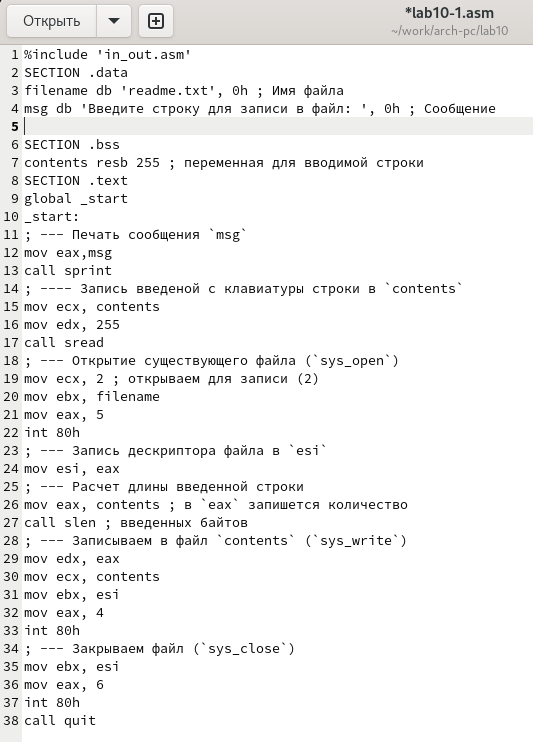 Открыть
*lab10-1.asm
~/work/arch-pc/lab10
1 %include 'in_out.asm'
2 SECTION .data
3 filename db 'readme.txt', 0h ; Имя файла
4 msg db 'Введите строку для записи в файл: ', 0h ; Сообщение
5
6 SECTION .bss
7 contents resb 255 ; переменная для вводимой строки
8 SECTION .text
9 global _start
10 _start:
11 ; --- Печать сообщения `msg`
12 mov eax,msg
13 call sprint
14 ; ---- Запись введеной с клавиатуры строки в `contents`
15 mov ecx, contents
16 mov edx, 255
17 call sread
18 ; --- Открытие существующего файла (`sys_open`)
19 mov ecx, 2 ; открываем для записи (2)
20 mov ebx, filename
21 mov eax, 5
22 int 80h
23 ; --- Запись дескриптора файла в `esi`
24 mov esi, eax
25 ; --- Расчет длины введенной строки
26 mov eax, contents ; в `eax` запишется количество
27 call slen ; введенных байтов
28 ; --- Записываем в файл `contents` (`sys_write`)
29 mov edx, eax
30 mov ecx, contents
31 mov ebx, esi
32 mov eax, 4
33 int 80h
34 ; --- Закрываем файл (`sys_close`)
35 mov ebx, esi
36 mov eax, 6
37 int 80h
38 call quit